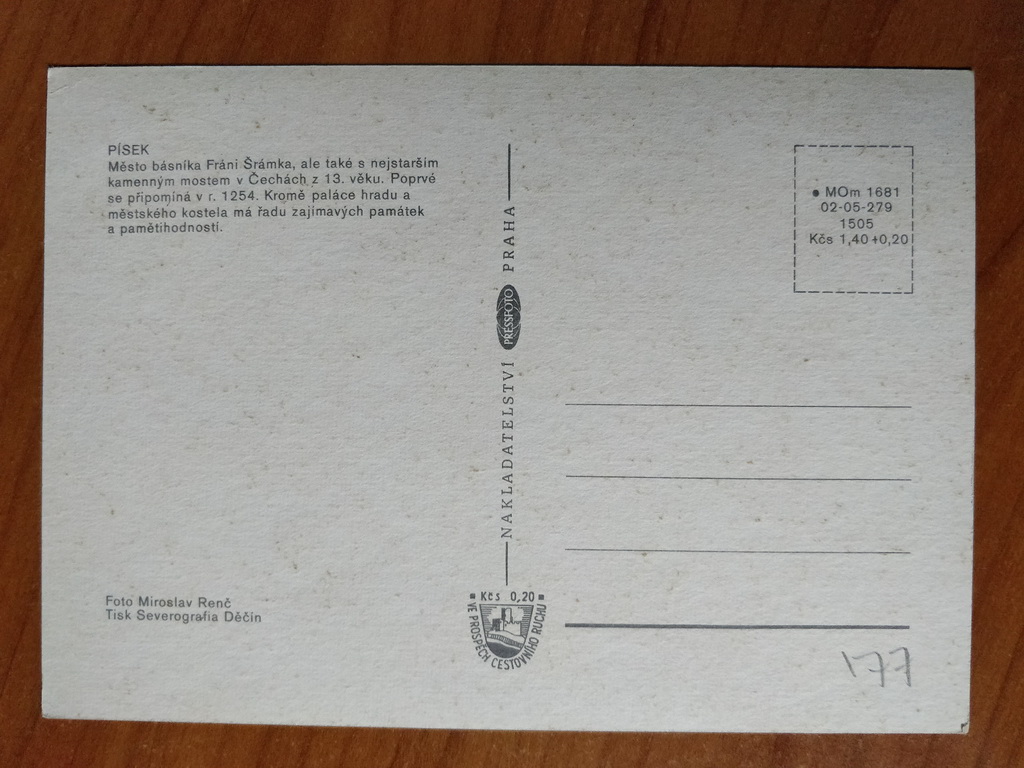 PÍSEK
Město básníka Fráni Šrámka, ale také s nejstarším
kamenným mostem v Čechách z 13. věku. Poprvé
se připomíná v r. 1254. Kromě paláce hradu a
městského kostela má řadu zajímavých památek
a pamětihodností.
Foto Miroslav Renč
Tisk Severografia Děčín
NAKLADATELSTVÍ PRESSFOTO PRAHA
▪ Kčs 0,20 ▪
VE PROSPĚCH CESTOVNÍHO RUCHU
• MOm 1681
02-05-279
1505
Kčs 1,40+0,20
177